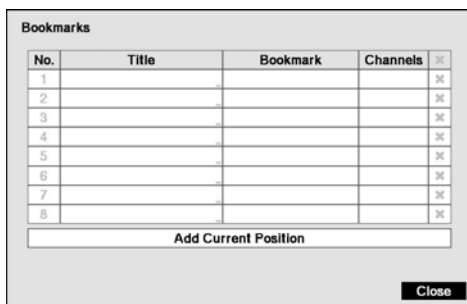 Bookmarks
No. Title Bookmark Channels ×
1 ×
2 ×
3 ×
4 ×
5 ×
6 ×
7 ×
8 ×
Add Current Position
Close